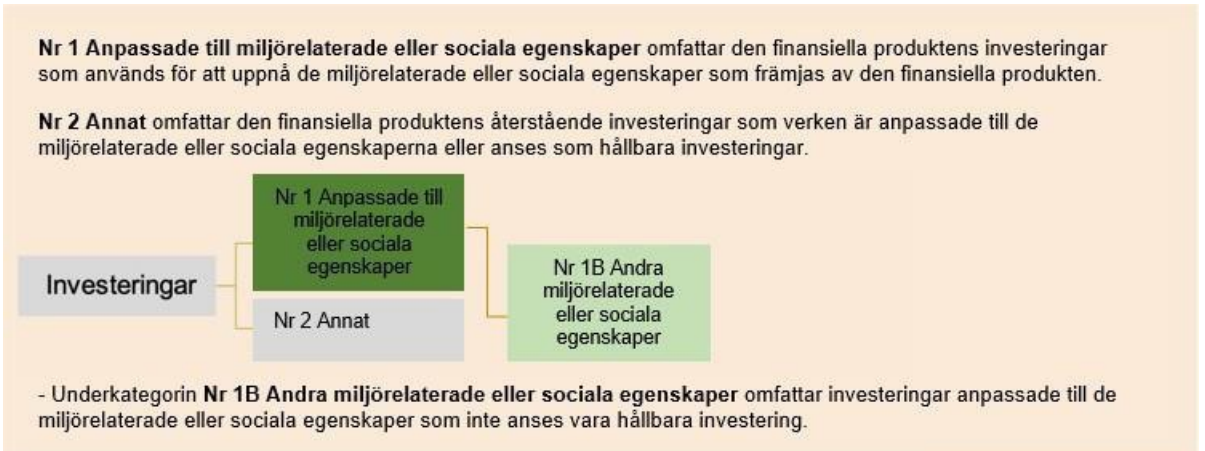 Nr 1 Anpassade till miljörelaterade eller sociala egenskaper omfattar den finansiella produktens investeringar
som används för att uppnå de miljörelaterade eller sociala egenskaper som främjas av den finansiella produkten.
Nr 2 Annat omfattar den finansiella produktens återstående investeringar som verken är anpassade till de
miljörelaterade eller sociala egenskaperna eller anses som hållbara investeringar.
Investeringar
Nr 1 Anpassade till
miljörelaterade
eller sociala
egenskaper
Nr 2 Annat
Nr 1B Andra
miljörelaterade
eller sociala
egenskaper
- Underkategorin Nr 1B Andra miljörelaterade eller sociala egenskaper omfattar investeringar anpassade till de
miljörelaterade eller sociala egenskaper som inte anses vara hållbara investering.